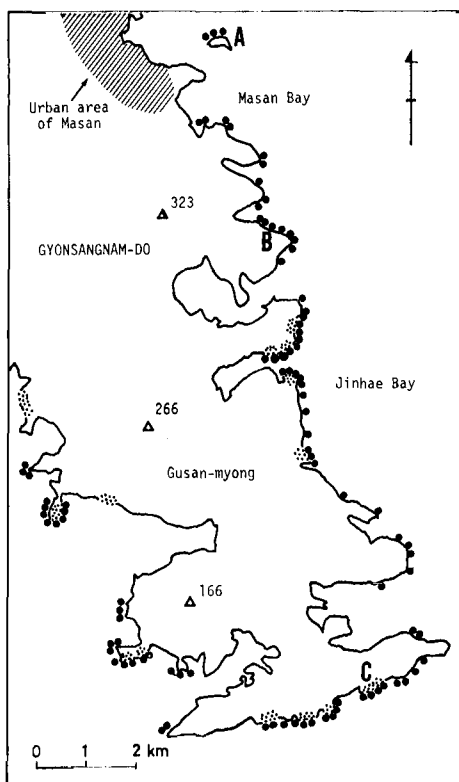 A
Masan Bay
Urban area
of Masan
323
B
GYONSANGNAM-DO
Jinhae Bay
266
Gusan-myong
166
C
0 1 2 km